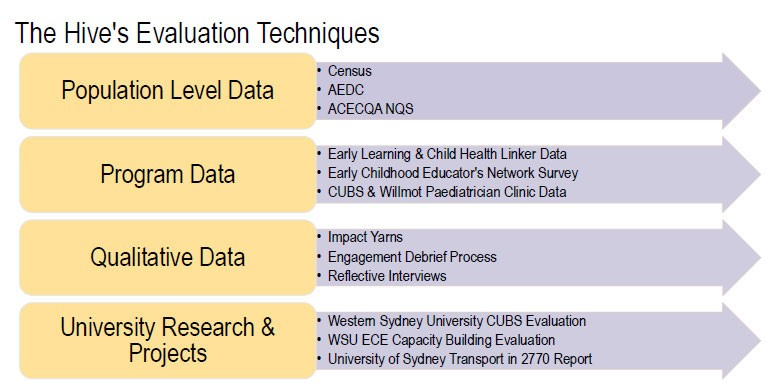 The Hive's Evaluation Techniques
Population Level Data
• Census
• AEDC
• ACECQA NQS
Program Data
• Early Learning & Child Health Linker Data
• Early Childhood Educator's Network Survey
• CUBS & Willmot Paediatrician Clinic Data
Qualitative Data
• Impact Yarns
• Engagement Debrief Process
• Reflective Interviews
University Research &
Projects
• Western Sydney University CUBS Evaluation
• WSU ECE Capacity Building Evaluation
• University of Sydney Transport in 2770 Report